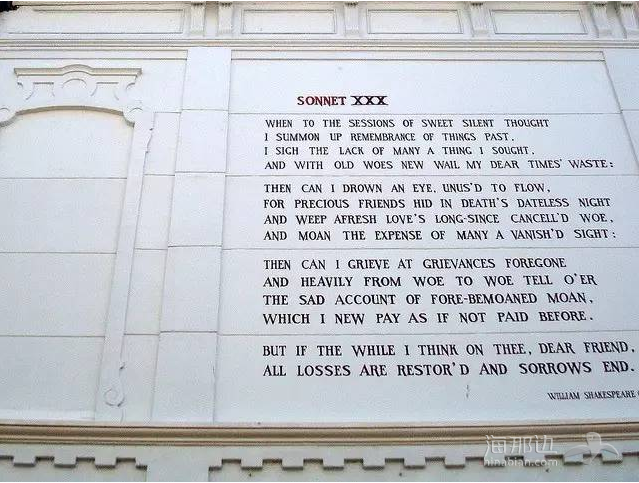 SONNET XXX
WHEN TO THE SESSIONS OF SWEET SILENT THOUGHT
I SUMMON UP REMEMBRANCE OF THINGS PAST,
I SIGH THE LACK OF MANY A THING I SOUGHT,
AND WITH OLD WOES NEW WAIL MY DEAR TIMES' WASTE:
THEN CAN I DROWN AN EYE, UNUS'D TO FLOW,
FOR PRECIOUS FRIENDS HID IN DEATH'S DATELESS NIGHT
AND WEEP AFRESH LOVE'S LONG-SINCE CANCELL'D WOE,
AND MOAN THE EXPENSE OF MANY A VANISH'D SIGHT:
THEN CAN I GRIEVE AT GRIEVANCES FOREGONE
AND HEAVILY FROM WOE TO WOE TELL O'ER
THE SAD ACCOUNT OF FORE-BEMOANED MOAN,
WHICH I NEW PAY AS IF NOT PAID BEFORE.
BUT IF THE WHILE I THINK ON THEE, DEAR FRIEND,
ALL LOSSES ARE RESTOR'D AND SORROWS END.
WILLIAM SHAKESPEARE
海那边
hinabian.com